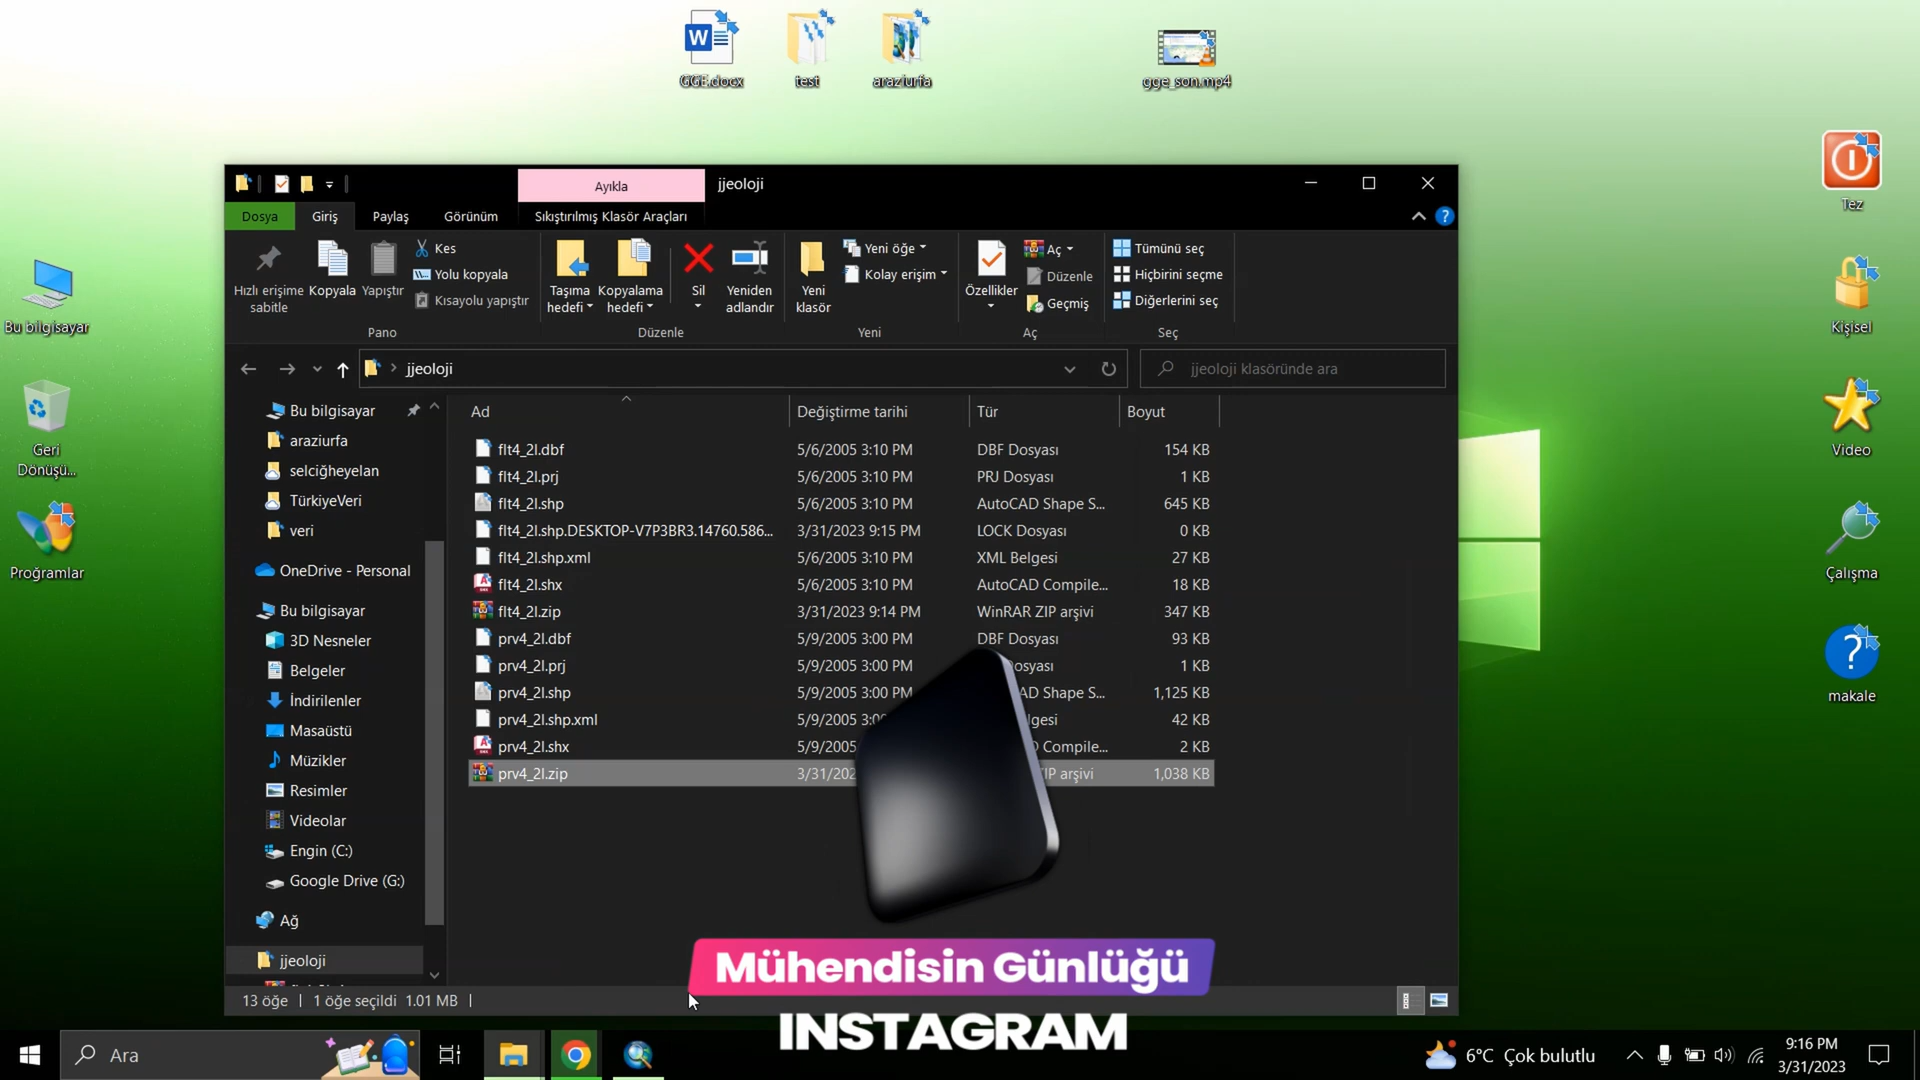 GGE.docx
test
araziurfa
gge_son.mp4
Tez
Kişisel
Video
Çalışma
makale
Bu bilgisayar
Geri
Dönüşü...
Proğramlar
Ayıkla
jjeoloji
Dosya
Giriş
Paylaş
Görünüm
Sıkıştırılmış Klasör Araçları
Hızlı erişime
sabitle
Kopyala
Yapıştır
Kes
Yolu kopyala
Kısayolu yapıştır
Pano
Taşıma
hedefi
Kopyalama
hedefi
Sil
Yeniden
adlandır
Düzenle
Yeni
klasör
Yeni öğe
Kolay erişim
Yeni
Özellikler
Aç
Düzenle
Geçmiş
Aç
Tümünü seç
Hiçbirini seçme
Diğerlerini seç
Seç
jjeoloji
jjeoloji klasöründe ara
Bu bilgisayar
araziurfa
selciğheyelan
TürkiyeVeri
veri
OneDrive - Personal
Bu bilgisayar
3D Nesneler
Belgeler
İndirilenler
Masaüstü
Müzikler
Resimler
Videolar
Engin (C:)
Google Drive (G:)
Ağ
jjeoloji
Ad Değiştirme tarihi Tür Boyut
flt4_2l.dbf 5/6/2005 3:10 PM DBF Dosyası 154 KB
flt4_2l.prj 5/6/2005 3:10 PM PRJ Dosyası 1 KB
flt4_2l.shp 5/6/2005 3:10 PM AutoCAD Shape S... 645 KB
flt4_2l.shp.DESKTOP-V7P3BR3.14760.586... 3/31/2023 9:15 PM LOCK Dosyası 0 KB
flt4_2l.shp.xml 5/6/2005 3:10 PM XML Belgesi 27 KB
flt4_2l.shx 5/6/2005 3:10 PM AutoCAD Compile... 18 KB
flt4_2l.zip 3/31/2023 9:14 PM WinRAR ZIP arşivi 347 KB
prv4_2l.dbf 5/9/2005 3:00 PM DBF Dosyası 93 KB
prv4_2l.prj 5/9/2005 3:00 PM 1 KB
prv4_2l.shp 5/9/2005 3:00 PM Shape S... 1,125 KB
prv4_2l.shp.xml 5/9/2005 42 KB
prv4_2l.shx 5/9/2005 Compile... 2 KB
prv4_2l.zip arşivi 1,038 KB
13 öğe 1 öğe seçildi 1.01 MB
Mühendisin Günlüğü
INSTAGRAM
Ara
6°C Çok bulutlu
9:16 PM
3/31/2023